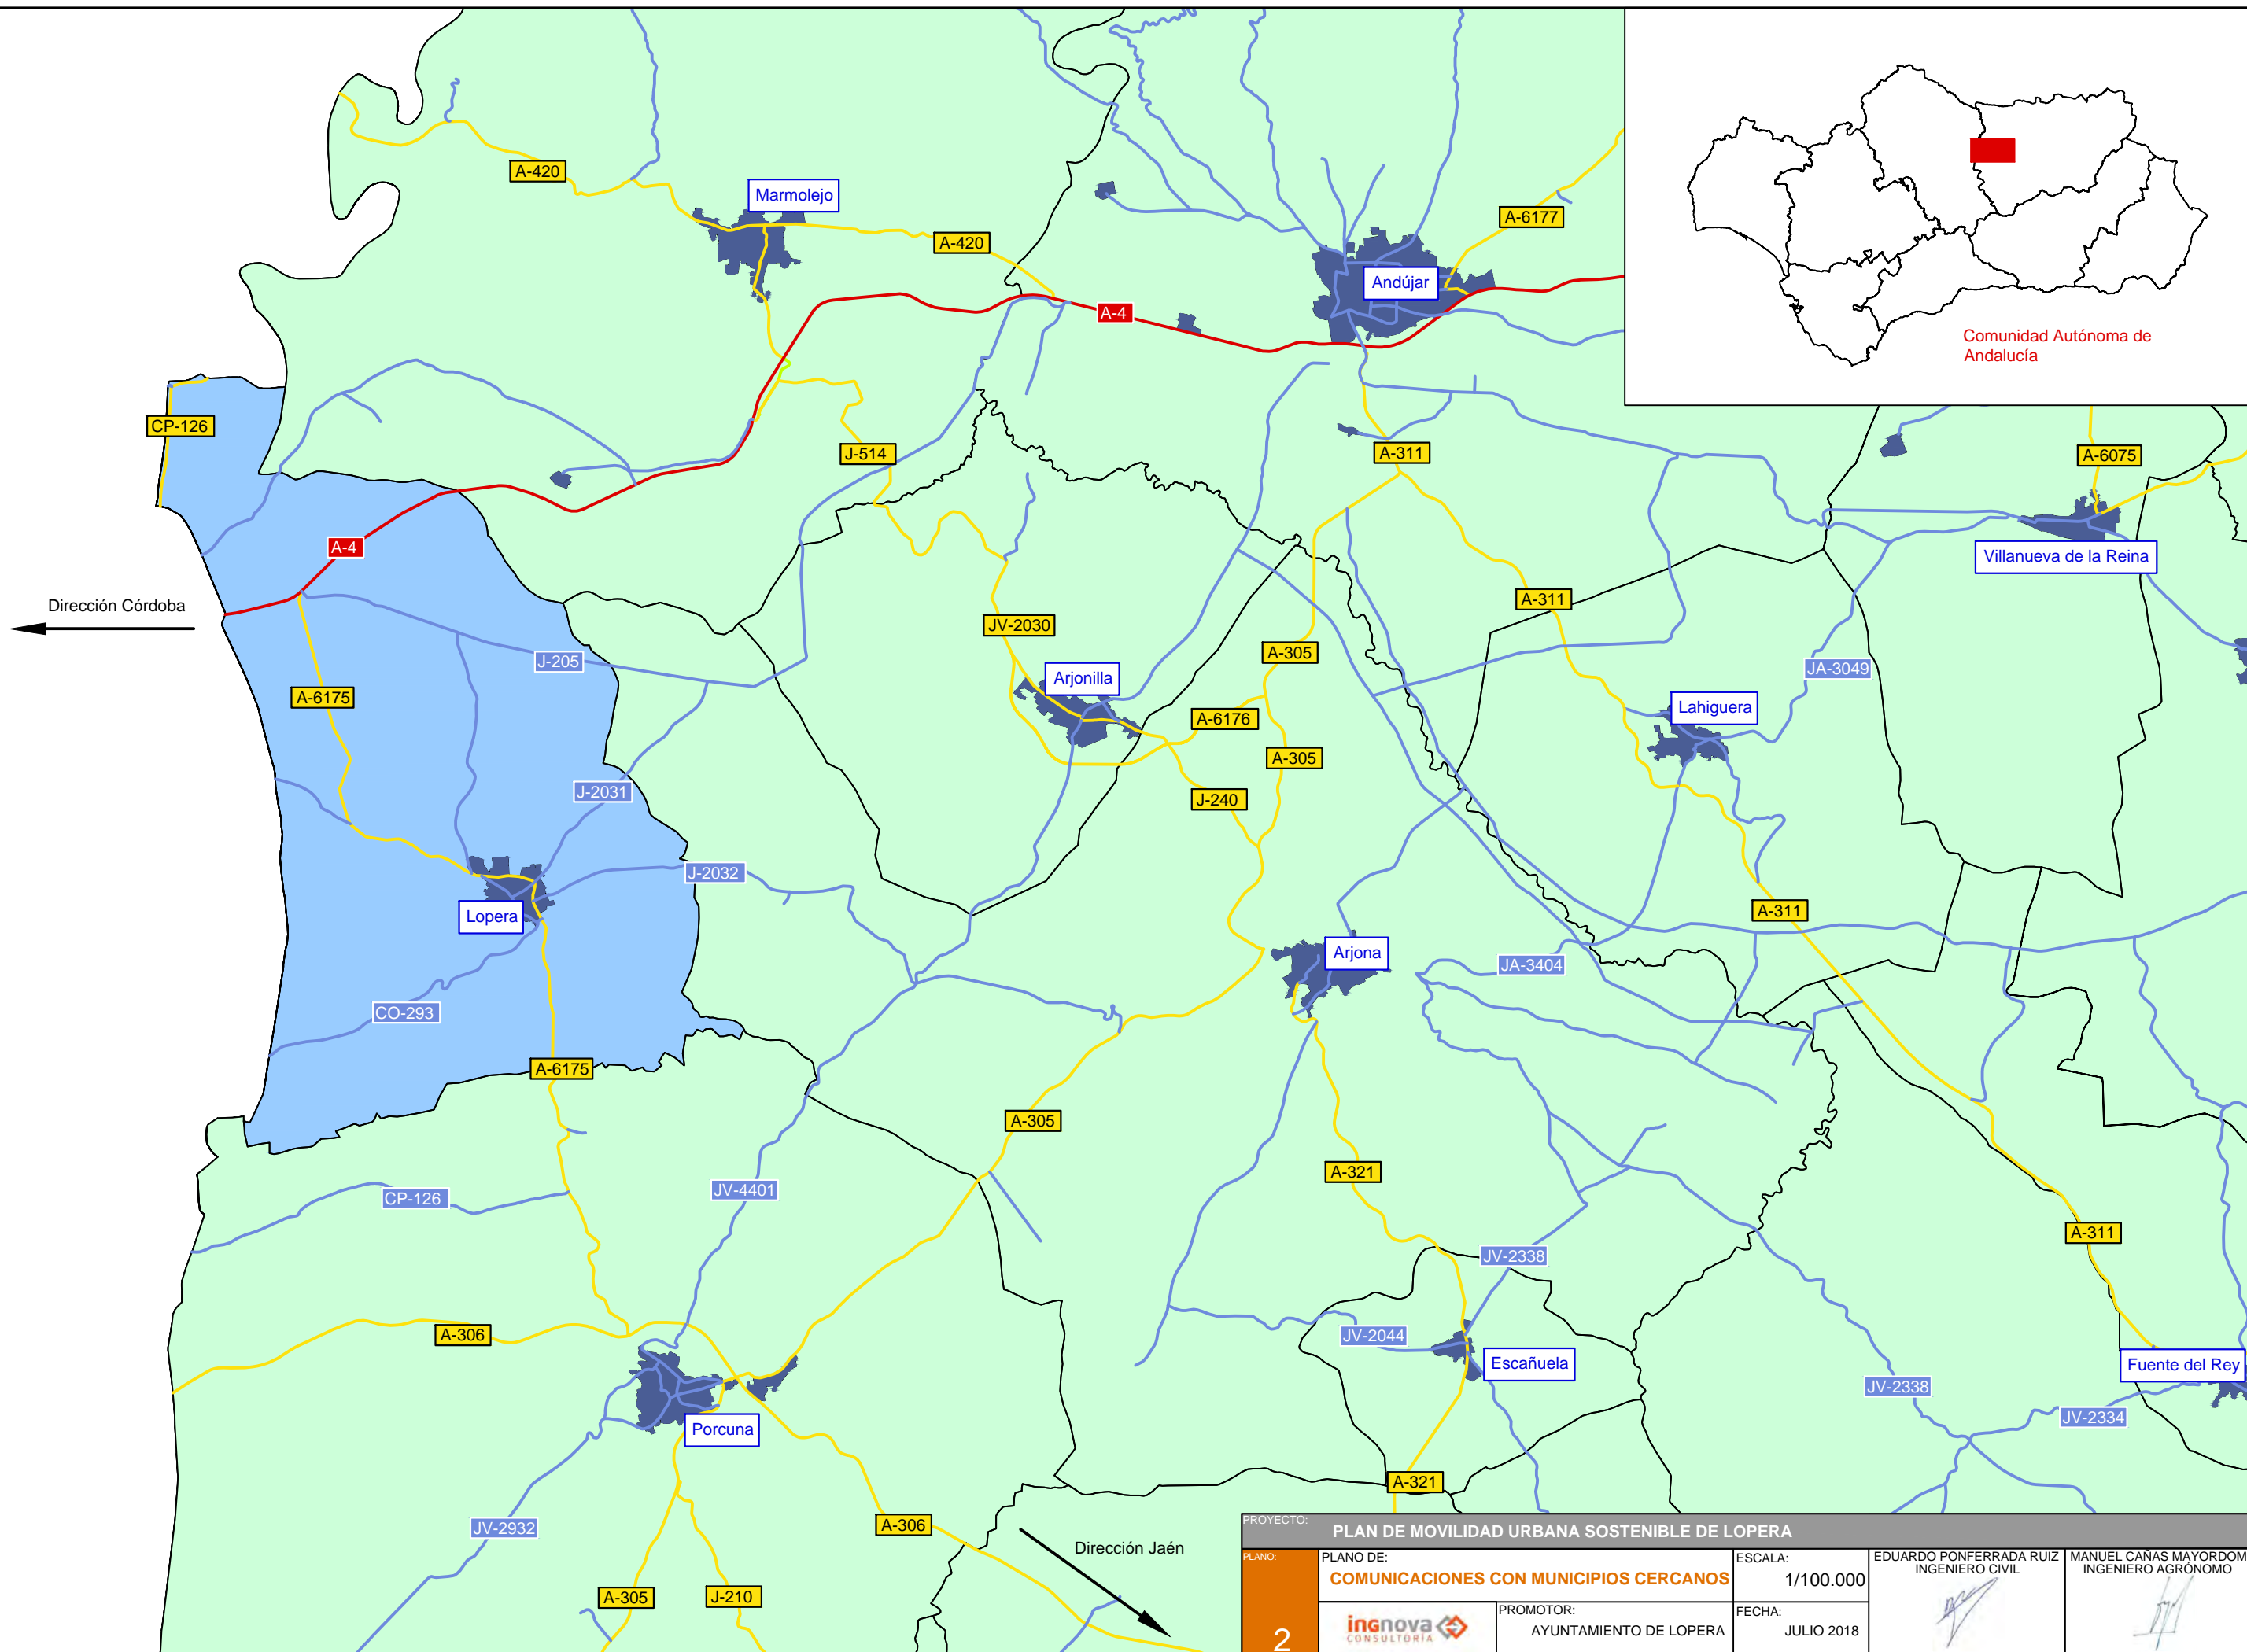 A-420
Marmolejo
A-420
A-6177
Andújar
A-4
Comunidad Autónoma de
Andalucía
CP-126
J-514
A-311
A-6075
A-4
Villanueva de la Reina
Dirección Córdoba
JV-2030
A-311
A-305
J-205
Arjonilla
JA-3049
A-6175
A-6176
Lahiguera
A-305
J-2031
J-240
J-2032
Lopera
A-311
Arjona
JA-3404
CO-293
A-6175
A-305
A-321
JV-4401
CP-126
A-311
JV-2338
A-306
JV-2044
Escañuela
Fuente del Rey
JV-2338
Porcuna
JV-2334
A-321
JV-2932
A-306
Dirección Jaén
A-305
J-210
PROYECTO:
PLAN DE MOVILIDAD URBANA SOSTENIBLE DE LOPERA
PLANO:
2
PLANO DE:
COMUNICACIONES CON MUNICIPIOS CERCANOS
ESCALA:
1/100.000
EDUARDO PONFERRADA RUIZ
INGENIERO CIVIL
MANUEL CAÑAS MAYORDOM
INGENIERO AGRÓNOMO
ingnova
CONSULTORÍA
PROMOTOR:
AYUNTAMIENTO DE LOPERA
FECHA:
JULIO 2018